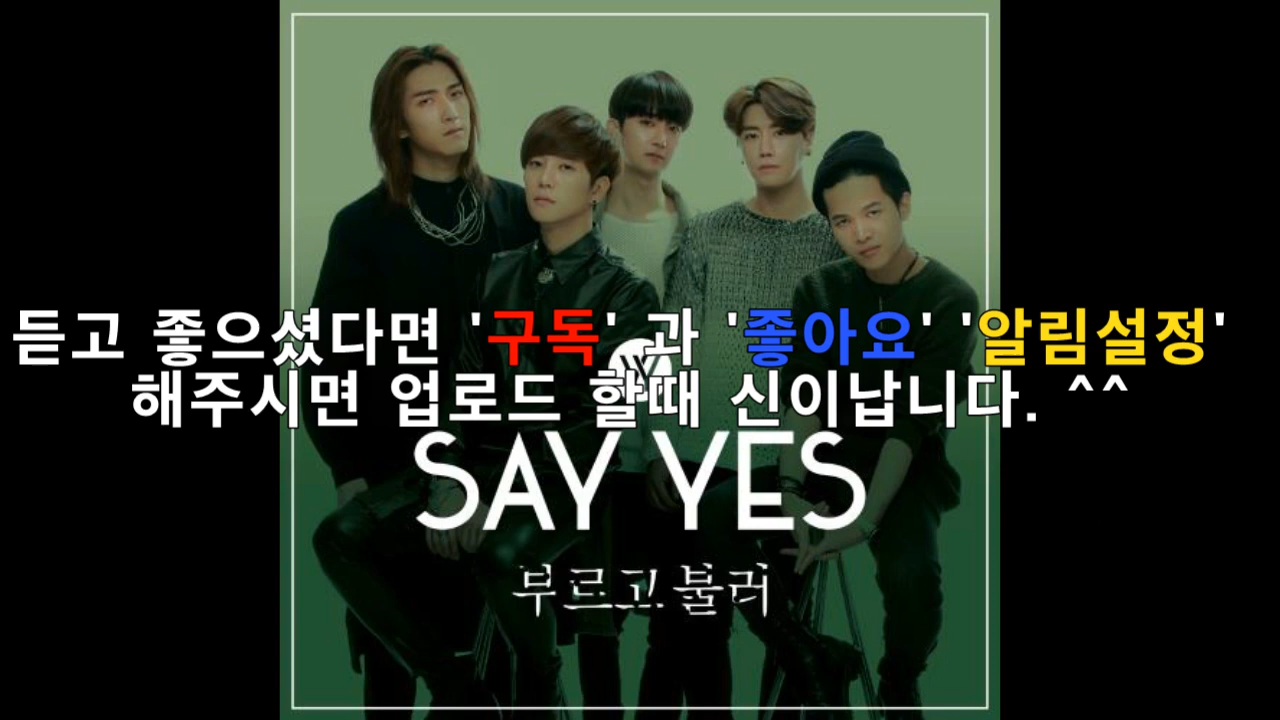 듣고 좋으셨다면 '구독' 과 '좋아요' '알림설정'
해주시면 업로드 할때 신이납니다. ^^
SAY YES
부르고 불러